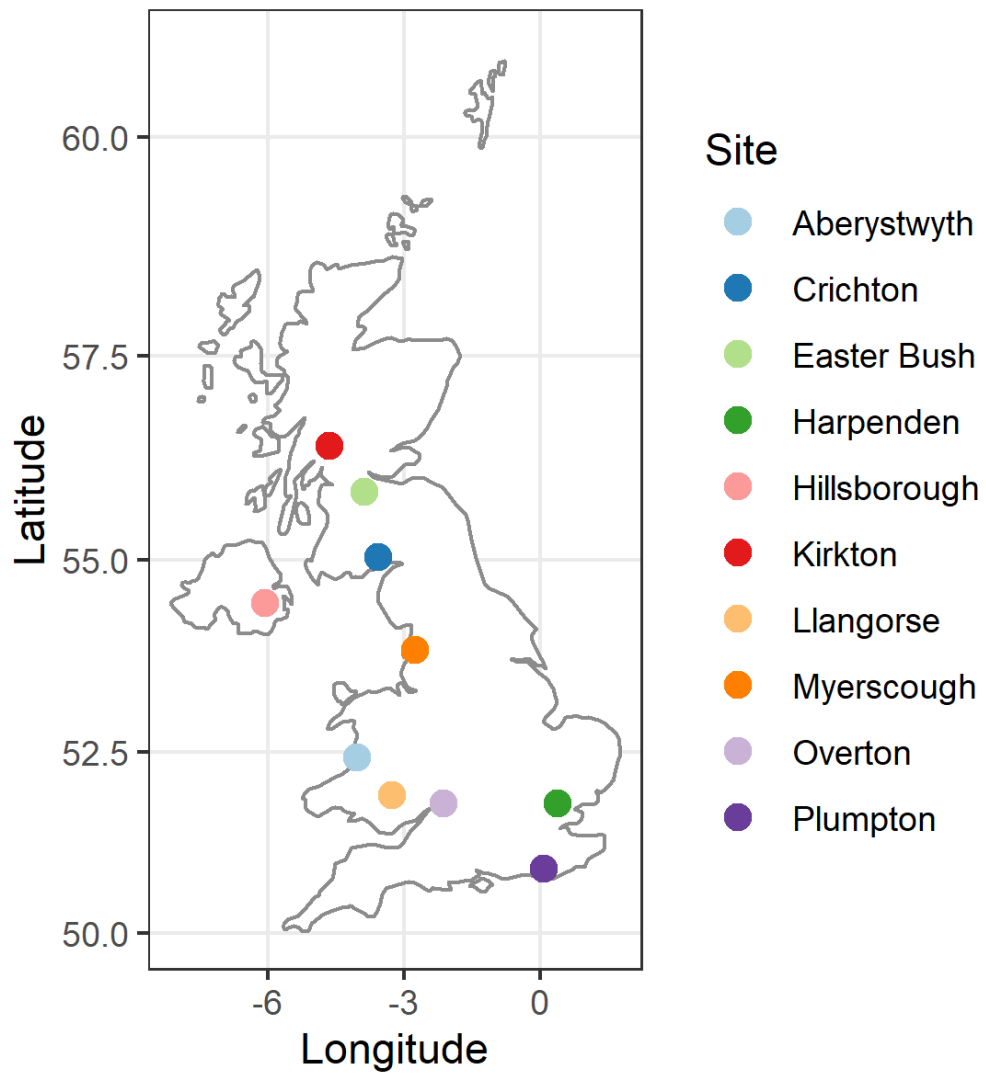 Latitude
60.0
57.5
55.0
52.5
50.0
-6
-3
0
Longitude
Site
Aberystwyth
Crichton
Easter Bush
Harpenden
Hillsborough
Kirkton
Llangorse
Myerscough
Overton
Plumpton